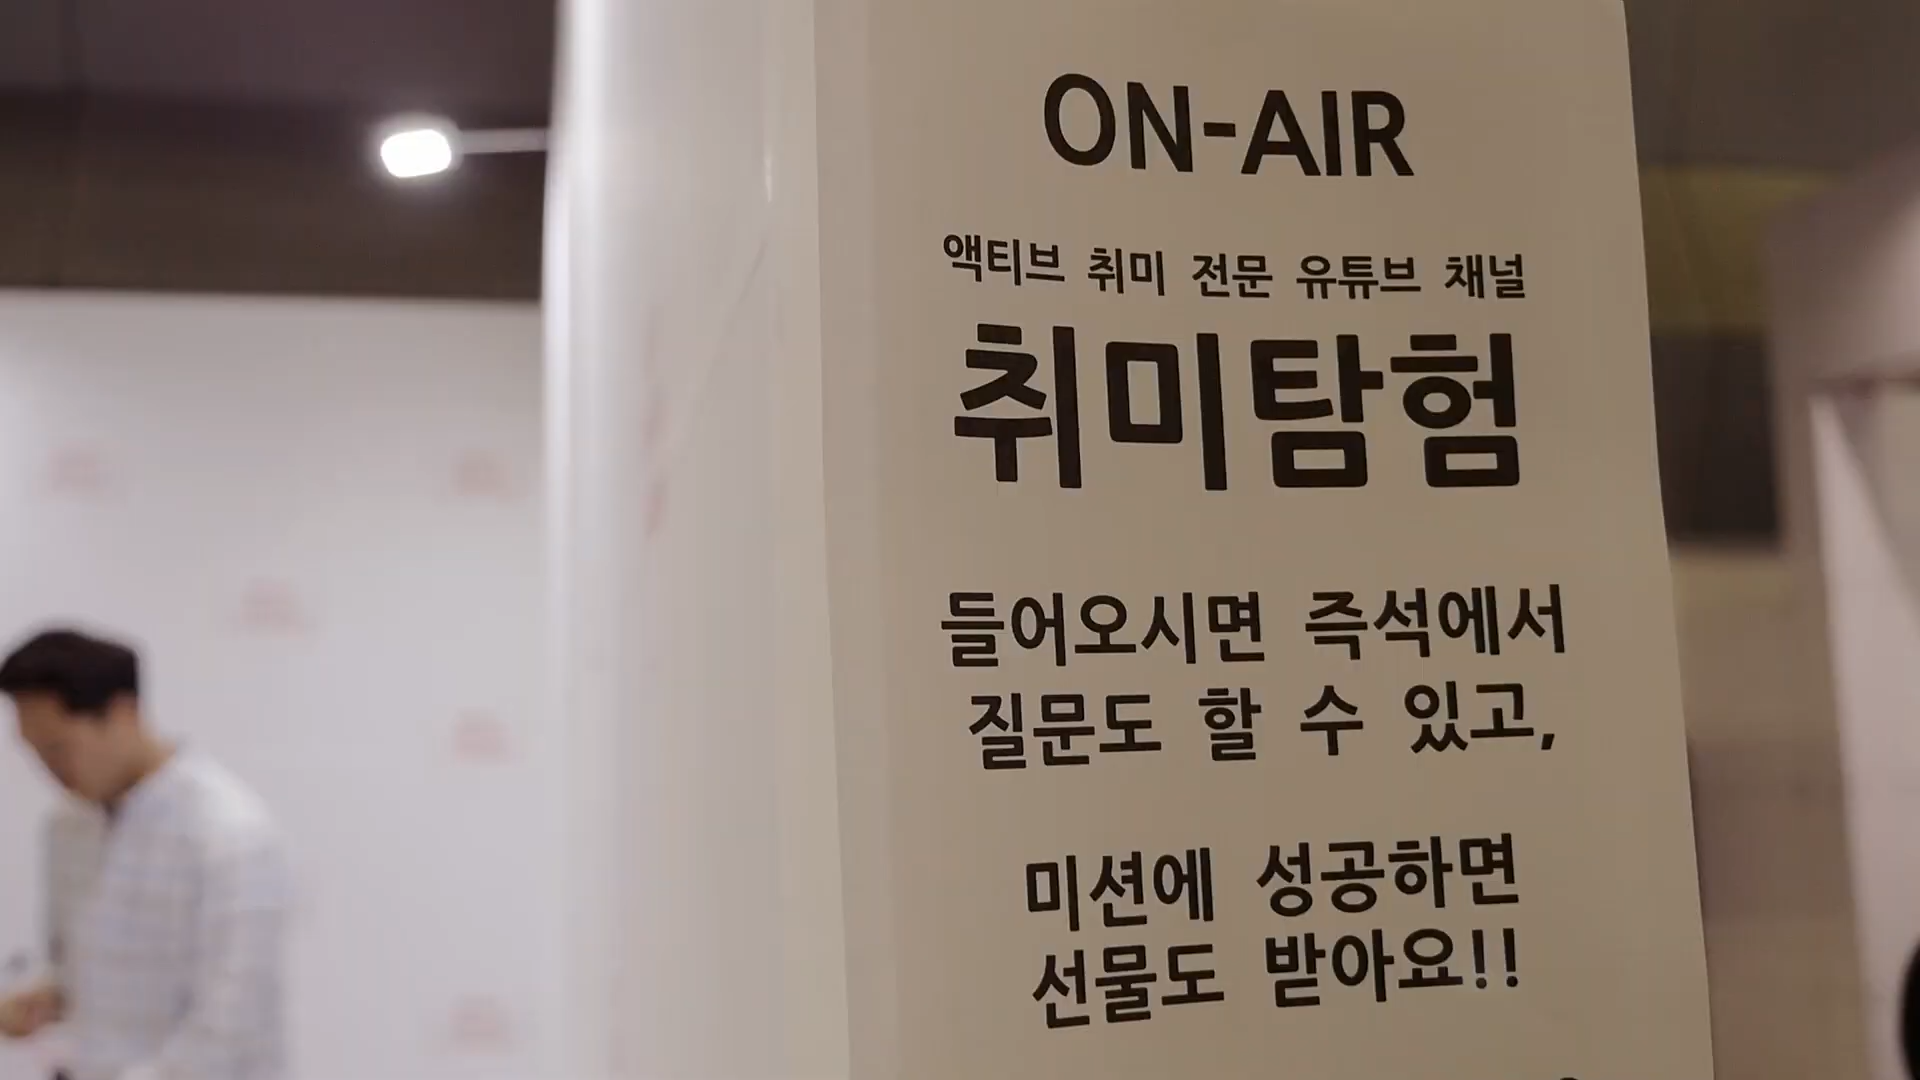 ON-AIR
액티브 취미 전문 유튜브 채널
취미탐험
들어오시면 즉석에서
질문도 할 수 있고,
미션에 성공하면
선물도 받아요!!